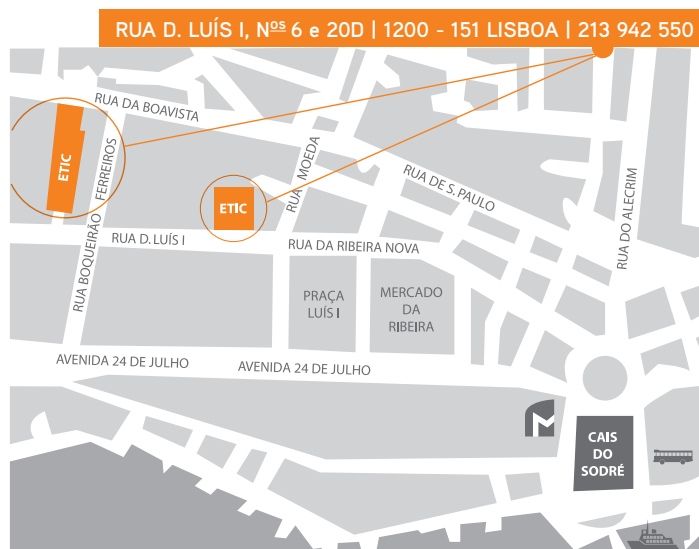 RUA D. LUÍS I, Nºˢ 6 e 20D | 1200 - 151 LISBOA | 213 942 550
RUA DA BOAVISTA
ETIC
RUA BOQUEIRÃO FERREIROS
RUA MOEDA
RUA DE S. PAULO
RUA DO ALECRIM
ETIC
RUA D. LUÍS I
RUA DA RIBEIRA NOVA
PRAÇA
LUÍS I
MERCADO
DA
RIBEIRA
AVENIDA 24 DE JULHO
AVENIDA 24 DE JULHO
M
CAIS
DO
SODRÉ